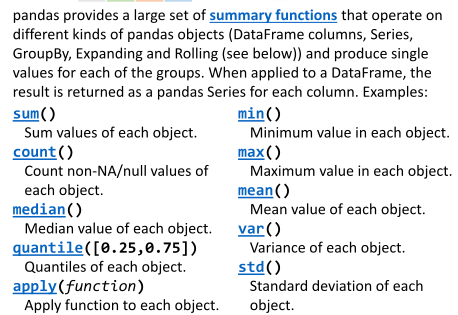 pandas provides a large set of summary functions that operate on
different kinds of pandas objects (DataFrame columns, Series,
GroupBy, Expanding and Rolling (see below)) and produce single
values for each of the groups. When applied to a DataFrame, the
result is returned as a pandas Series for each column. Examples:
sum()
Sum values of each object.
count()
Count non-NA/null values of
each object.
median()
Median value of each object.
quantile([0.25,0.75])
Quantiles of each object.
apply(function)
Apply function to each object.
min()
Minimum value in each object.
max()
Maximum value in each object.
mean()
Mean value of each object.
var()
Variance of each object.
std()
Standard deviation of each
object.